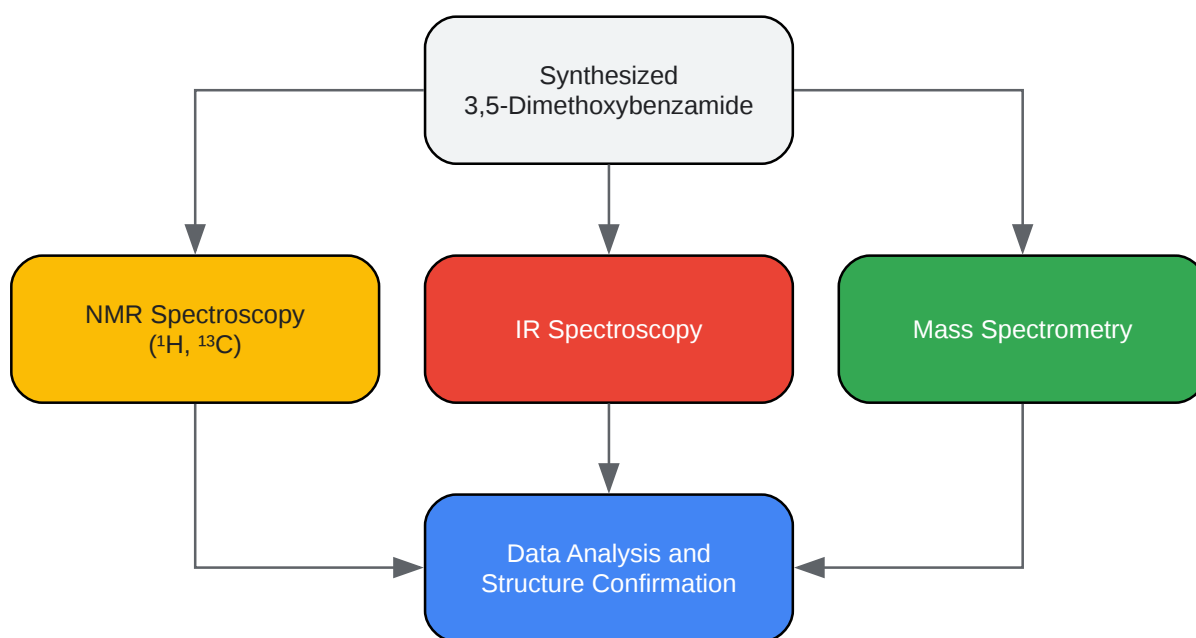 Synthesized
3,5-Dimethoxybenzamide
NMR Spectroscopy
(¹H, ¹³C)
IR Spectroscopy
Mass Spectrometry
Data Analysis and
Structure Confirmation